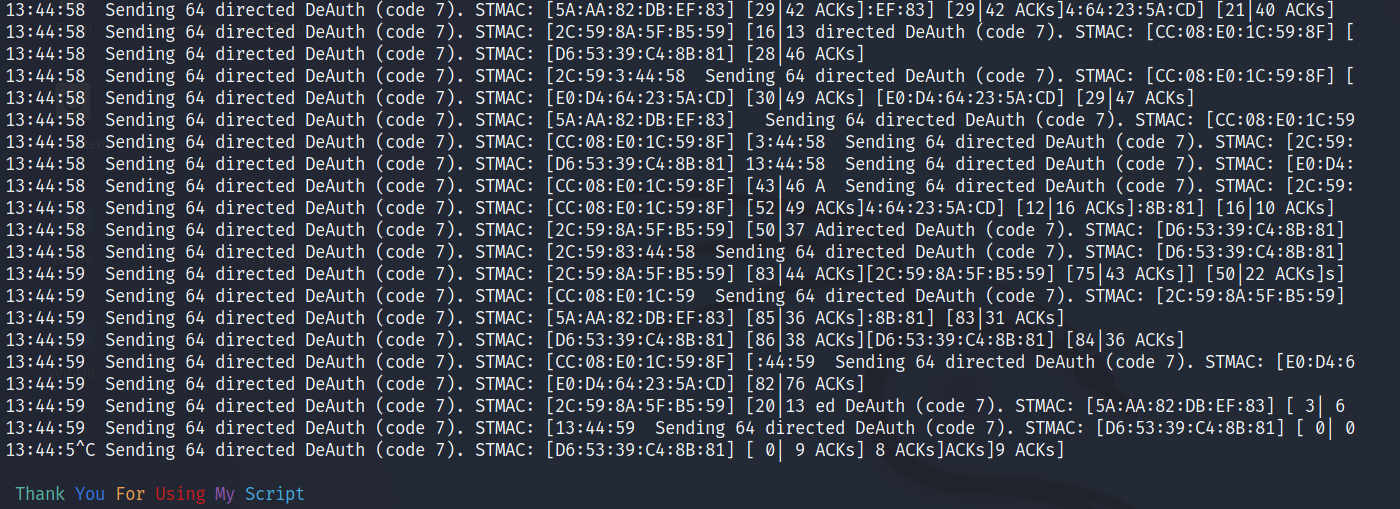 13:44:58  Sending 64 directed DeAuth (code 7). STMAC: [5A:AA:82:DB:EF:83] [29|42 ACKs]:EF:83] [29|42 ACKs]4:64:23:5A:CD] [21|40 ACKs]
13:44:58  Sending 64 directed DeAuth (code 7). STMAC: [2C:59:8A:5F:B5:59] [16|13 directed DeAuth (code 7). STMAC: [CC:08:E0:1C:59:8F] [
13:44:58  Sending 64 directed DeAuth (code 7). STMAC: [D6:53:39:C4:8B:81] [28|46 ACKs]
13:44:58  Sending 64 directed DeAuth (code 7). STMAC: [2C:59:3:44:58  Sending 64 directed DeAuth (code 7). STMAC: [CC:08:E0:1C:59:8F] [
13:44:58  Sending 64 directed DeAuth (code 7). STMAC: [E0:D4:64:23:5A:CD] [30|49 ACKs] [E0:D4:64:23:5A:CD] [29|47 ACKs]
13:44:58  Sending 64 directed DeAuth (code 7). STMAC: [5A:AA:82:DB:EF:83]   Sending 64 directed DeAuth (code 7). STMAC: [CC:08:E0:1C:59
13:44:58  Sending 64 directed DeAuth (code 7). STMAC: [CC:08:E0:1C:59:8F] [3:44:58  Sending 64 directed DeAuth (code 7). STMAC: [2C:59:
13:44:58  Sending 64 directed DeAuth (code 7). STMAC: [D6:53:39:C4:8B:81] 13:44:58  Sending 64 directed DeAuth (code 7). STMAC: [E0:D4:
13:44:58  Sending 64 directed DeAuth (code 7). STMAC: [CC:08:E0:1C:59:8F] [43|46 A  Sending 64 directed DeAuth (code 7). STMAC: [2C:59:
13:44:58  Sending 64 directed DeAuth (code 7). STMAC: [CC:08:E0:1C:59:8F] [52|49 ACKs]4:64:23:5A:CD] [12|16 ACKs]:8B:81] [16|10 ACKs]
13:44:58  Sending 64 directed DeAuth (code 7). STMAC: [2C:59:8A:5F:B5:59] [50|37 Adirected DeAuth (code 7). STMAC: [D6:53:39:C4:8B:81]
13:44:58  Sending 64 directed DeAuth (code 7). STMAC: [2C:59:83:44:58  Sending 64 directed DeAuth (code 7). STMAC: [D6:53:39:C4:8B:81]
13:44:59  Sending 64 directed DeAuth (code 7). STMAC: [2C:59:8A:5F:B5:59] [83|44 ACKs][2C:59:8A:5F:B5:59] [75|43 ACKs]] [50|22 ACKs]s]
13:44:59  Sending 64 directed DeAuth (code 7). STMAC: [CC:08:E0:1C:59  Sending 64 directed DeAuth (code 7). STMAC: [2C:59:8A:5F:B5:59]
13:44:59  Sending 64 directed DeAuth (code 7). STMAC: [5A:AA:82:DB:EF:83] [85|36 ACKs]:8B:81] [83|31 ACKs]
13:44:59  Sending 64 directed DeAuth (code 7). STMAC: [D6:53:39:C4:8B:81] [86|38 ACKs][D6:53:39:C4:8B:81] [84|36 ACKs]
13:44:59  Sending 64 directed DeAuth (code 7). STMAC: [CC:08:E0:1C:59:8F] [:44:59  Sending 64 directed DeAuth (code 7). STMAC: [E0:D4:6
13:44:59  Sending 64 directed DeAuth (code 7). STMAC: [E0:D4:64:23:5A:CD] [82|76 ACKs]
13:44:59  Sending 64 directed DeAuth (code 7). STMAC: [2C:59:8A:5F:B5:59] [20|13 ed DeAuth (code 7). STMAC: [5A:AA:82:DB:EF:83] [ 3| 6
13:44:59  Sending 64 directed DeAuth (code 7). STMAC: [13:44:59  Sending 64 directed DeAuth (code 7). STMAC: [D6:53:39:C4:8B:81] [ 0| 0
13:44:5^C Sending 64 directed DeAuth (code 7). STMAC: [D6:53:39:C4:8B:81] [ 0| 9 ACKs] 8 ACKs]ACKs]9 ACKs]
Thank You For Using My Script